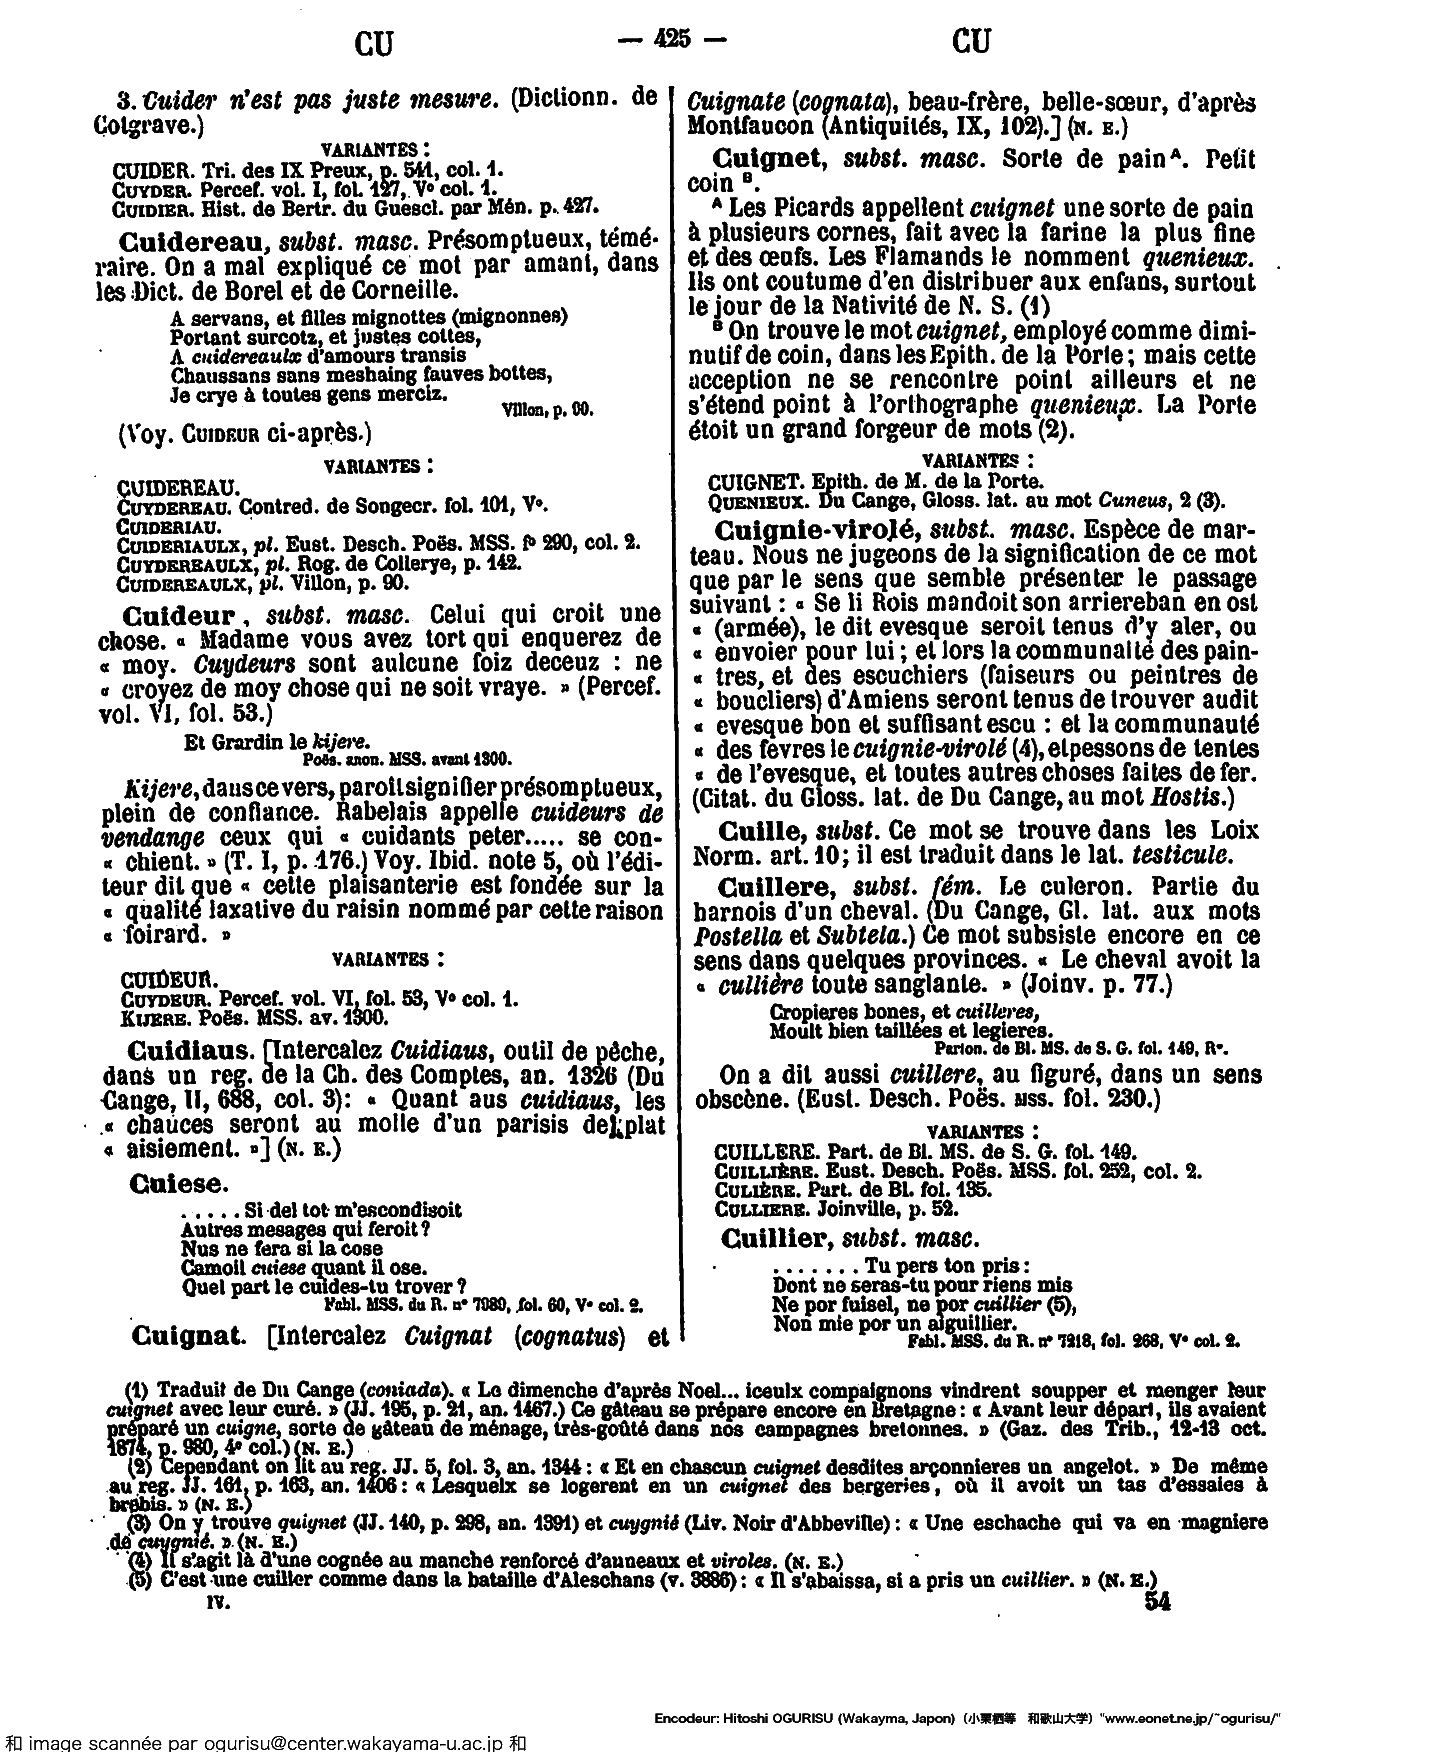 CU — 425 — CU
3. Cuider n'est pas juste mesure. (Dictionn. de
Cotgrave.)
VARIANTES :
CUIDER. Tri. des IX Preux, p. 541, col. 1.
CUYDER. Percef. vol. I, fol. 127, V° col. 1.
CUIDIER. Hist. de Bertr. du Guescl. par Mén. p. 427.
Cuidereau, subst. masc. Présomptueux, témé-
raire. On a mal expliqué ce mot par amant, dans
les Dict. de Borel et de Corneille.
A servans, et filles mignottes (mignonnes)
Portant surcotz, et justes cottes,
A cuidereaulx d'amours transis
Chaussans sans meshaing fauves bottes,
Je crye à toutes gens merciz.
Villon, p. 90.
(Voy. CUIDEUR ci-après.)
VARIANTES :
CUIDEREAU.
CUYDEREAU. Contred. de Songecr. fol. 101, V°.
CUIDERIAU.
CUIDERIAULX, pl. Eust. Desch. Poës. MSS. f° 290, col. 2.
CUYDEREAULX, pl. Rog. de Collerye, p. 142.
CUIDEREAULX, pl. Villon, p. 90.
Cuideur, subst. masc. Celui qui croit une
chose. « Madame vous avez tort qui enquerez de
« moy. Cuydeurs sont aulcune foiz deceuz : ne
« croyez de moy chose qui ne soit vraye. » (Percef.
vol. VI, fol. 53.)
Et Grardin le kijere.
Poës. anon. MSS. avant 1300.
Kijere, dans ce vers, paroît signifier présomptueux,
plein de confiance. Rabelais appelle cuideurs de
vendange ceux qui « cuidants peter..... se con-
« chient. » (T. I, p. 176.) Voy. Ibid. note 5, où l'édi-
teur dit que « cette plaisanterie est fondée sur la
« qualité laxative du raisin nommé par cette raison
« foirard. »
VARIANTES :
CUIDEUR.
CUYDEUR. Percef. vol. VI, fol. 53, V° col. 1.
KIJERE. Poës. MSS. av. 1300.
Cuidiaus. [Intercalez Cuidiaus, outil de pêche,
dans un reg. de la Ch. des Comptes, an. 1326 (Du
Cange, II, 688, col. 3): « Quant aus cuidiaus, les
« chauces seront au molle d'un parisis de plat
« aisiement. »] (N. E.)
Cuiese.
..... Si del tot m'escondisoit
Autres mesages qui feroit ?
Nus ne fera si la cose
Camoil cuiese quant il ose.
Quel part le cuides-tu trover ?
Fabl. MSS. du R. n° 7989, fol. 60, V° col. 2.
Cuignat. [Intercalez Cuignat (cognatus) et
Cuignate (cognata), beau-frère, belle-sœur, d'après
Montfaucon (Antiquités, IX, 102).] (N. E.)
Cuignet, subst. masc. Sorte de pain A. Petit
coin B.
A Les Picards appellent cuignet une sorte de pain
à plusieurs cornes, fait avec la farine la plus fine
et des œufs. Les Flamands le nomment quenieux.
Ils ont coutume d'en distribuer aux enfans, surtout
le jour de la Nativité de N. S. (1)
B On trouve le mot cuignet, employé comme dimi-
nutif de coin, dans les Epith. de la Porte ; mais cette
acception ne se rencontre point ailleurs et ne
s'étend point à l'orthographe quenieux. La Porte
étoit un grand forgeur de mots (2).
VARIANTES :
CUIGNET. Epith. de M. de la Porte.
QUENIEUX. Du Cange, Gloss. lat. au mot Cuneus, 2 (3).
Cuignie-virolé, subst. masc. Espèce de mar-
teau. Nous ne jugeons de la signification de ce mot
que par le sens que semble présenter le passage
suivant : « Se li Rois mandoit son arriereban en ost
« (armée), le dit evesque seroit tenus d'y aler, ou
« envoier pour lui ; et lors la communaité des pain-
« tres, et des escuchiers (faiseurs ou peintres de
« boucliers) d'Amiens seront tenus de trouver audit
« evesque bon et suffisant escu : et la communauté
« des fevres le cuignie-virolé (4), et pessons de tentes
« de l'evesque, et toutes autres choses faites de fer.
(Citat. du Gloss. lat. de Du Cange, au mot Hostis.)
Cuille, subst. Ce mot se trouve dans les Loix
Norm. art. 10 ; il est traduit dans le lat. testicule.
Cuillere, subst. fém. Le culeron. Partie du
harnois d'un cheval. (Du Cange, Gl. lat. aux mots
Postella et Subtela.) Ce mot subsiste encore en ce
sens dans quelques provinces. « Le cheval avoit la
« cullière toute sanglante. » (Joinv. p. 77.)
Cropieres bones, et cuilleres,
Moult bien taillées et legieres.
Parton. de Bl. MS. de S. G. fol. 149, R°.
On a dit aussi cuillere, au figuré, dans un sens
obscène. (Eust. Desch. Poës. MSS. fol. 230.)
VARIANTES :
CUILLERE. Part. de Bl. MS. de S. G. fol. 149.
CUILLIÈRE. Eust. Desch. Poës. MSS. fol. 252, col. 2.
CULIÈRE. Part. de Bl. fol. 135.
CULLIERE. Joinville, p. 52.
Cuillier, subst. masc.
....... Tu pers ton pris :
Dont ne seras-tu pour riens mis
Ne por fuisel, ne por cuillier (5),
Non mie por un aiguillier.
Fabl. MSS. du R. n° 7218, fol. 268, V° col. 2.
(1) Traduit de Du Cange (coniada). « Le dimenche d'après Noel... iceulx compaignons vindrent soupper et menger leur
cuignet avec leur curé. » (JJ. 195, p. 21, an. 1467.) Ce gâteau se prépare encore en Bretagne : « Avant leur départ, ils avaient
préparé un cuigne, sorte de gâteau de ménage, très-goûté dans nos campagnes bretonnes. » (Gaz. des Trib., 12-13 oct.
1874, p. 980, 4e col.) (N. E.)
(2) Cependant on lit au reg. JJ. 5, fol. 3, an. 1344 : « Et en chascun cuignet desdites arçonnieres un angelot. » De même
au reg. JJ. 161, p. 163, an. 1406 : « Lesquelx se logerent en un cuignet des bergeries, où il avoit un tas d'essaies à
brebis. » (N. E.)
(3) On y trouve quignet (JJ. 140, p. 298, an. 1391) et cuygnié (Liv. Noir d'Abbeville) : « Une eschache qui va en magniere
de cuygnié. » (N. E.)
(4) Il s'agit là d'une cognée au manche renforcé d'anneaux et viroles. (N. E.)
(5) C'est une cuiller comme dans la bataille d'Aleschans (v. 3886) : « Il s'abaissa, si a pris un cuillier. » (N. E.)
IV. 54
Encodeur: Hitoshi OGURISU (Wakayma, Japon) (小栗栖等 和歌山大学) "www.eonet.ne.jp/~ogurisu/"
和 image scannée par ogurisu@center.wakayama-u.ac.jp 和